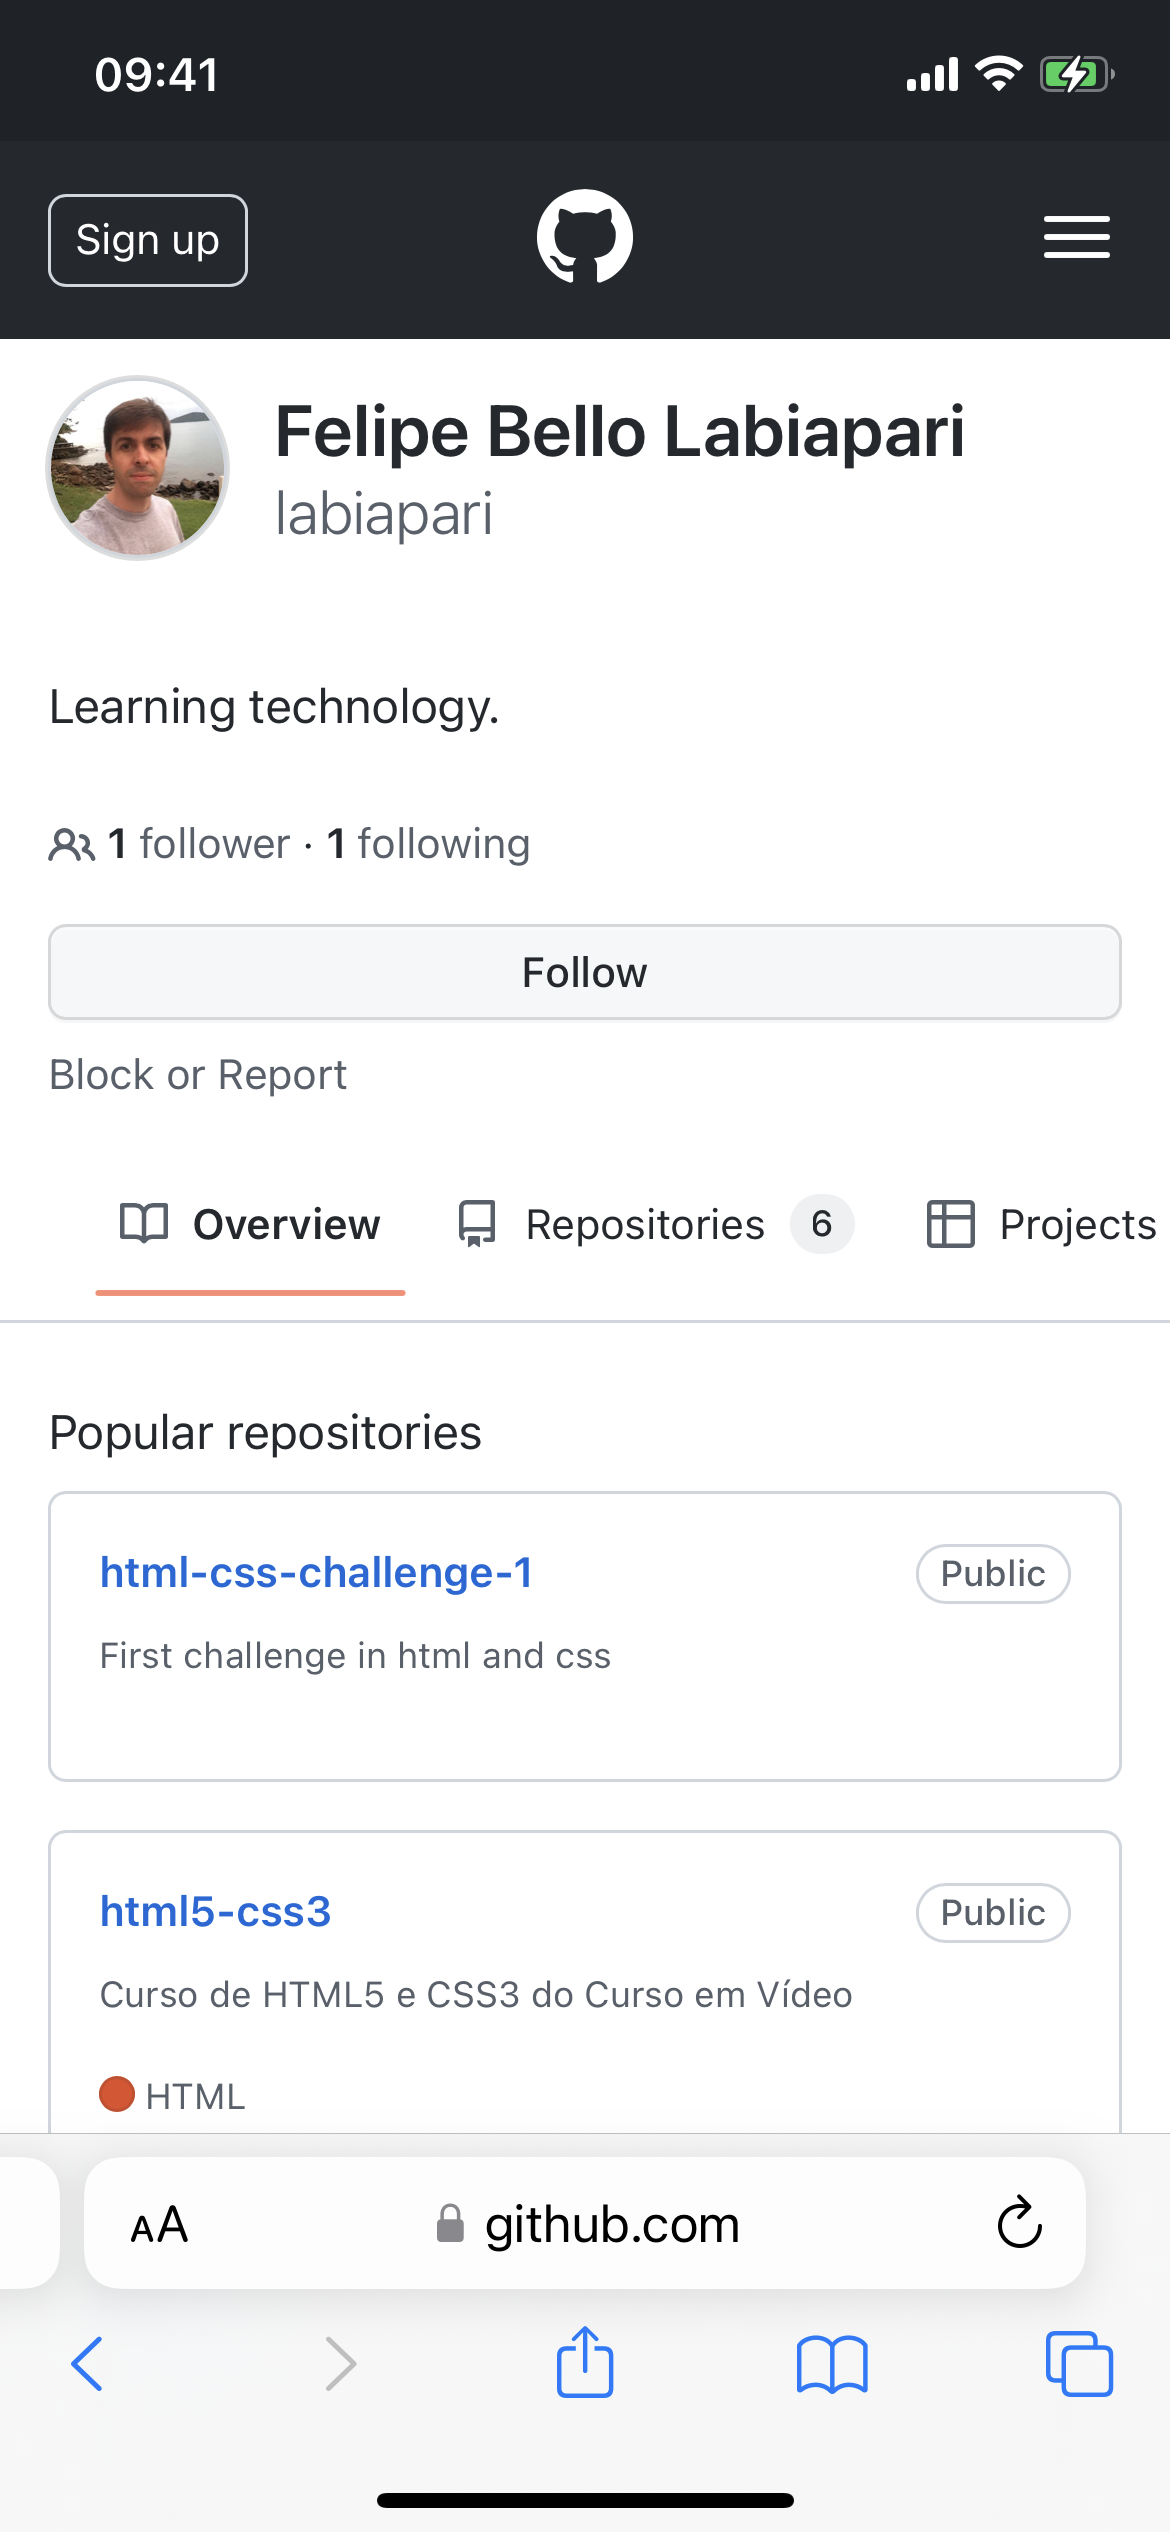 09:41
Sign up
Felipe Bello Labiapari
labiapari
Learning technology.
1 follower · 1 following
Follow
Block or Report
Overview Repositories 6 Projects
Popular repositories
html-css-challenge-1 Public
First challenge in html and css
html5-css3 Public
Curso de HTML5 e CSS3 do Curso em Vídeo
HTML
AA github.com